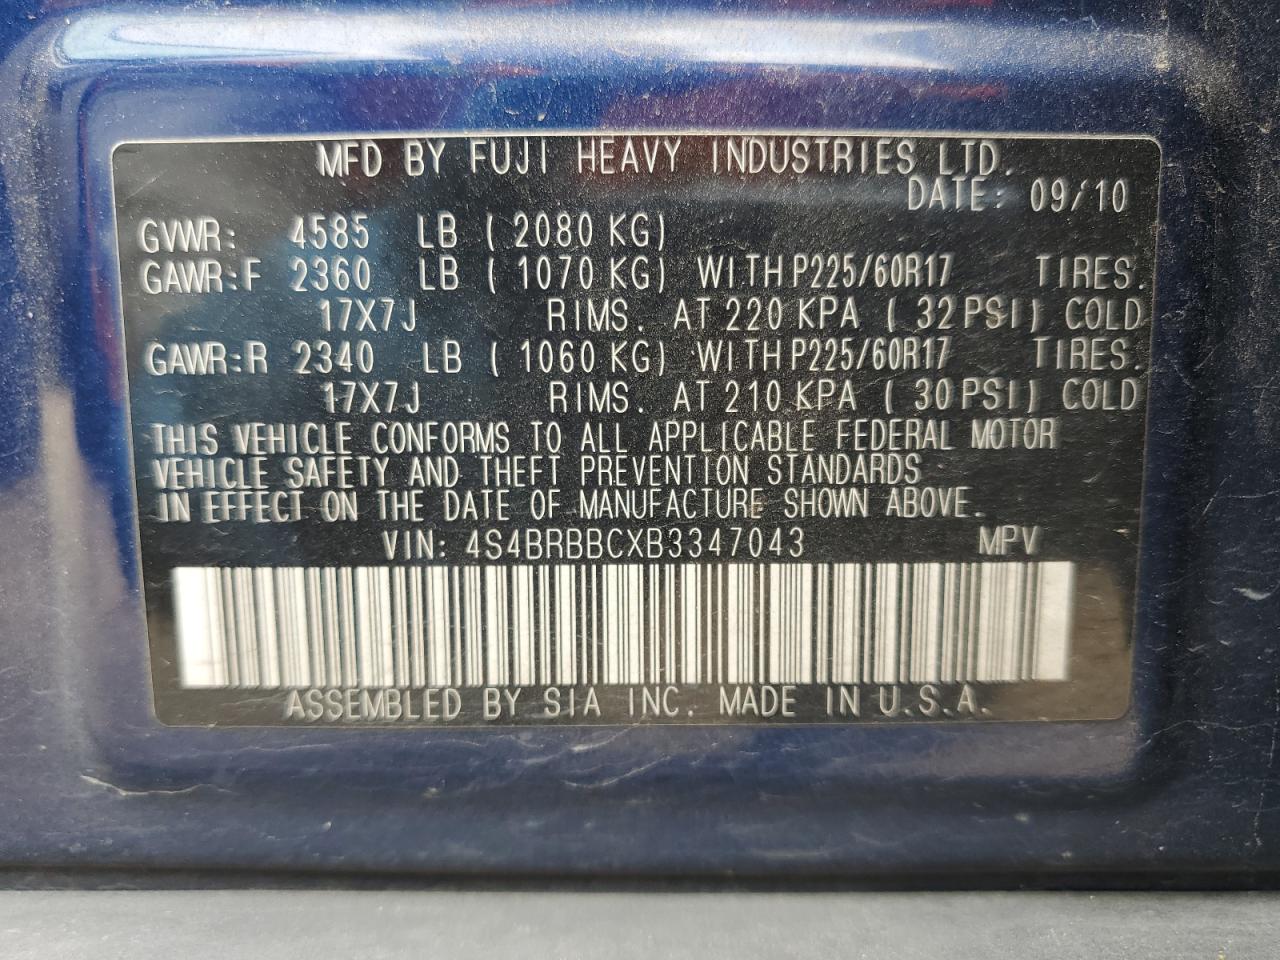 MFD BY FUJI HEAVY INDUSTRIES LTD.
DATE: 09/10
GVWR: 4585 LB (2080 KG)
GAWR:F 2360 LB (1070 KG) WITH P225/60R17 TIRES.
17X7J RIMS. AT 220 KPA (32 PSI) COLD
GAWR:R 2340 LB (1060 KG) WITH P225/60R17 TIRES.
17X7J RIMS. AT 210 KPA (30 PSI) COLD
THIS VEHICLE CONFORMS TO ALL APPLICABLE FEDERAL MOTOR
VEHICLE SAFETY AND THEFT PREVENTION STANDARDS
IN EFFECT ON THE DATE OF MANUFACTURE SHOWN ABOVE.
VIN: 4S4BRBBCXB3347043 MPV
ASSEMBLED BY SIA INC. MADE IN U.S.A.